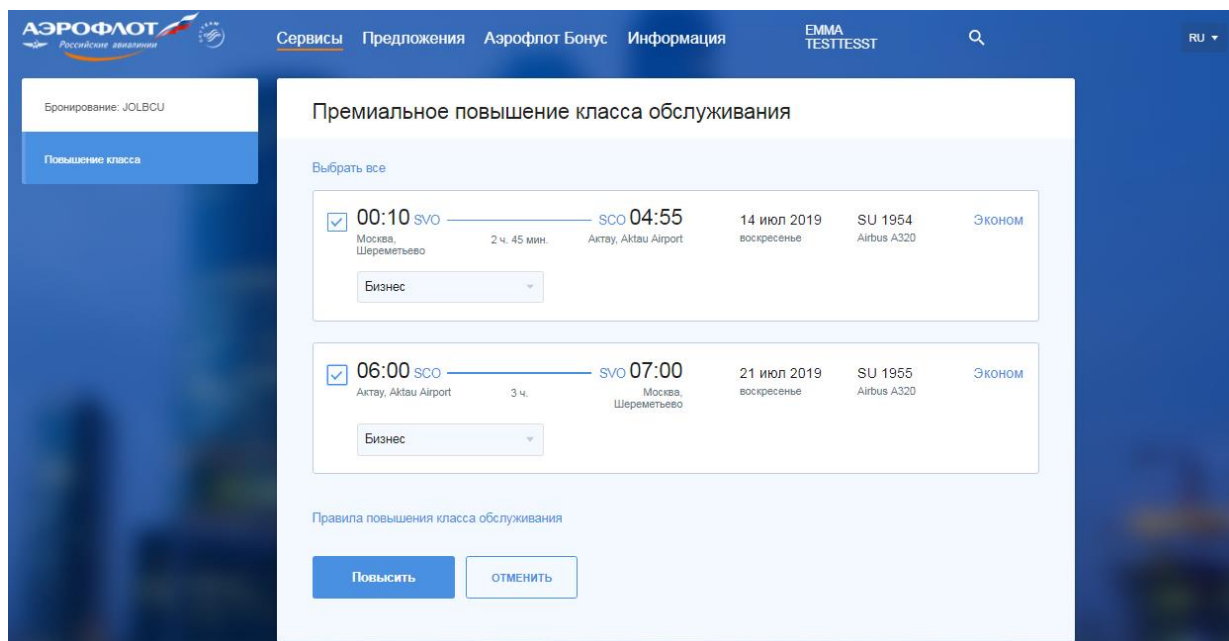 АЭРОФЛОТ
Российские авиалинии
Сервисы Предложения Аэрофлот Бонус Информация
EMMA
TESTTESST
RU
Бронирование: JOLBCU
Повышение класса
Премиальное повышение класса обслуживания
Выбрать все
00:10 SVO SCO 04:55 14 июл 2019 SU 1954 Эконом
Москва, Шереметьево 2 ч. 45 мин. Актау, Aktau Airport воскресенье Airbus A320
Бизнес
06:00 SCO SVO 07:00 21 июл 2019 SU 1955 Эконом
Актау, Aktau Airport 3 ч. Москва, Шереметьево воскресенье Airbus A320
Бизнес
Правила повышения класса обслуживания
Повысить ОТМЕНИТЬ